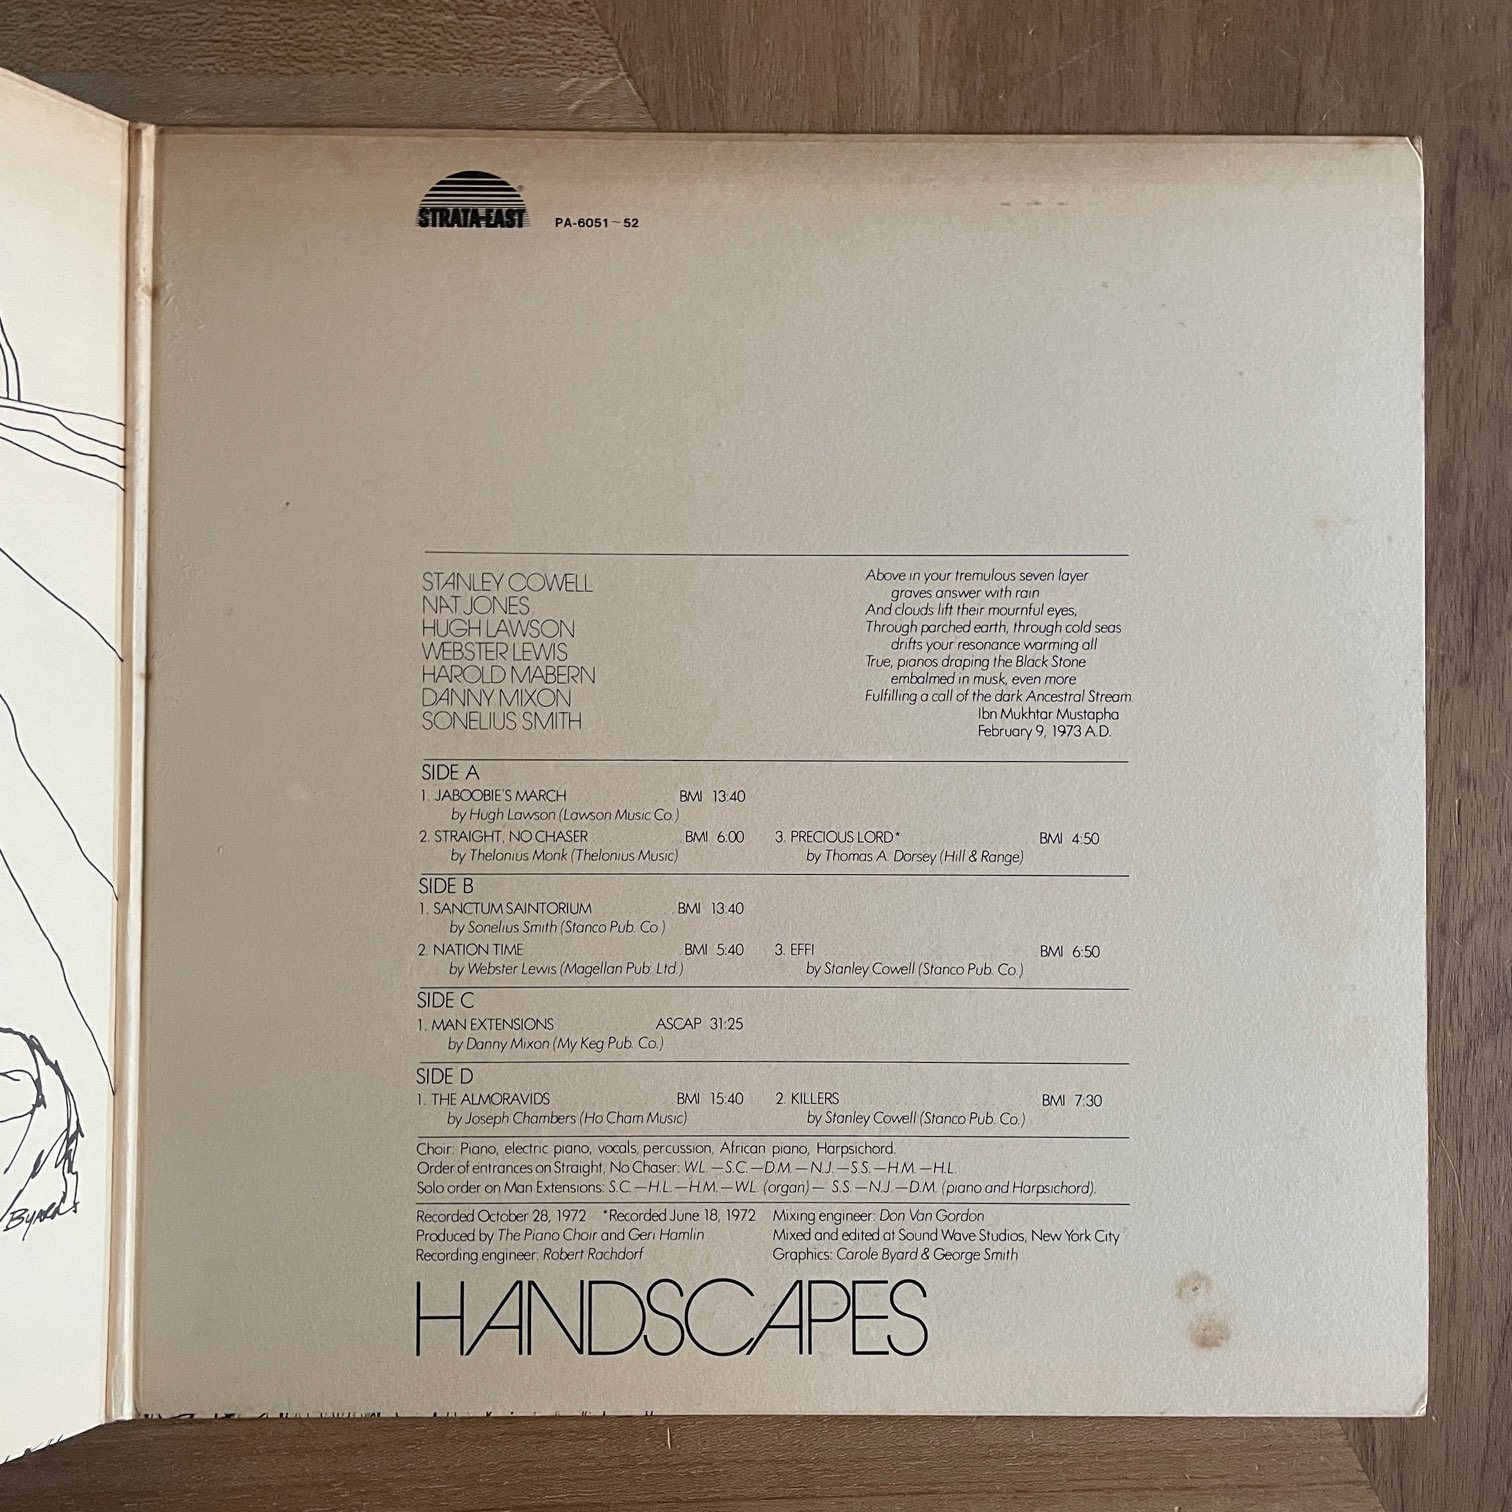 STRATA-EAST®
PA-6051~52
STANLEY COWELL
NAT JONES
HUGH LAWSON
WEBSTER LEWIS
HAROLD MABERN
DANNY MIXON
SONELIUS SMITH
Above in your tremulous seven layer
graves answer with rain
And clouds lift their mournful eyes,
Through parched earth, through cold seas
drifts your resonance warming all
True, pianos draping the Black Stone
embalmed in musk, even more
Fulfilling a call of the dark Ancestral Stream.
Ibn Mukhtar Mustapha
February 9, 1973 A.D.
SIDE A
1. JABOOBIE'S MARCH BMI 13:40
by Hugh Lawson (Lawson Music Co.)
2. STRAIGHT, NO CHASER BMI 6:00 3. PRECIOUS LORD* BMI 4:50
by Thelonius Monk (Thelonius Music) by Thomas A. Dorsey (Hill & Range)
SIDE B
1. SANCTUM SAINTORIUM BMI 13:40
by Sonelius Smith (Stanco Pub. Co.)
2. NATION TIME BMI 5:40 3. EFFI BMI 6:50
by Webster Lewis (Magellan Pub. Ltd.) by Stanley Cowell (Stanco Pub. Co.)
SIDE C
1. MAN EXTENSIONS ASCAP 31:25
by Danny Mixon (My Keg Pub. Co.)
SIDE D
1. THE ALMORAVIDS BMI 15:40 2. KILLERS BMI 7:30
by Joseph Chambers (Ho Cham Music) by Stanley Cowell (Stanco Pub. Co.)
Choir: Piano, electric piano, vocals, percussion, African piano, Harpsichord.
Order of entrances on Straight, No Chaser: W.L.—S.C.—D.M.—N.J.—S.S.—H.M.—H.L.
Solo order on Man Extensions: S.C.—H.L.—H.M.—W.L. (organ)— S.S.—N.J.—D.M. (piano and Harpsichord).
Recorded October 28, 1972 *Recorded June 18, 1972 Mixing engineer: Don Van Gordon
Produced by The Piano Choir and Geri Hamlin Mixed and edited at Sound Wave Studios, New York City
Recording engineer: Robert Rachdorf Graphics: Carole Byard & George Smith
HANDSCAPES
Byard